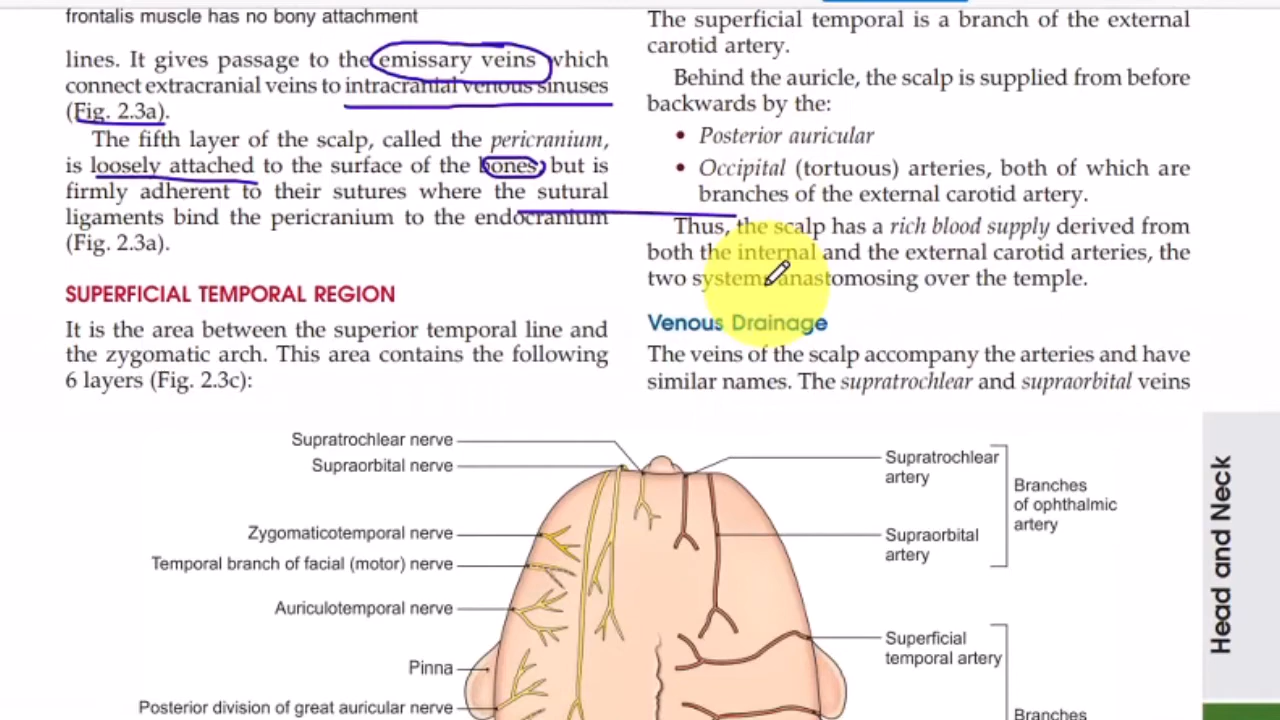 frontalis muscle has no bony attachment
lines. It gives passage to the emissary veins which
connect extracranial veins to intracranial venous sinuses
(Fig. 2.3a).
The fifth layer of the scalp, called the pericranium,
is loosely attached to the surface of the bones, but is
firmly adherent to their sutures where the sutural
ligaments bind the pericranium to the endocranium
(Fig. 2.3a).
SUPERFICIAL TEMPORAL REGION
It is the area between the superior temporal line and
the zygomatic arch. This area contains the following
6 layers (Fig. 2.3c):
The superficial temporal is a branch of the external
carotid artery.
Behind the auricle, the scalp is supplied from before
backwards by the:
• Posterior auricular
• Occipital (tortuous) arteries, both of which are
branches of the external carotid artery.
Thus, the scalp has a rich blood supply derived from
both the internal and the external carotid arteries, the
two systems anastomosing over the temple.
Venous Drainage
The veins of the scalp accompany the arteries and have
similar names. The supratrochlear and supraorbital veins
Supratrochlear nerve
Supraorbital nerve
Zygomaticotemporal nerve
Temporal branch of facial (motor) nerve
Auriculotemporal nerve
Pinna
Posterior division of great auricular nerve
Supratrochlear
artery
Supraorbital
artery
Branches
of ophthalmic
artery
Superficial
temporal artery
Branches
Head and Neck